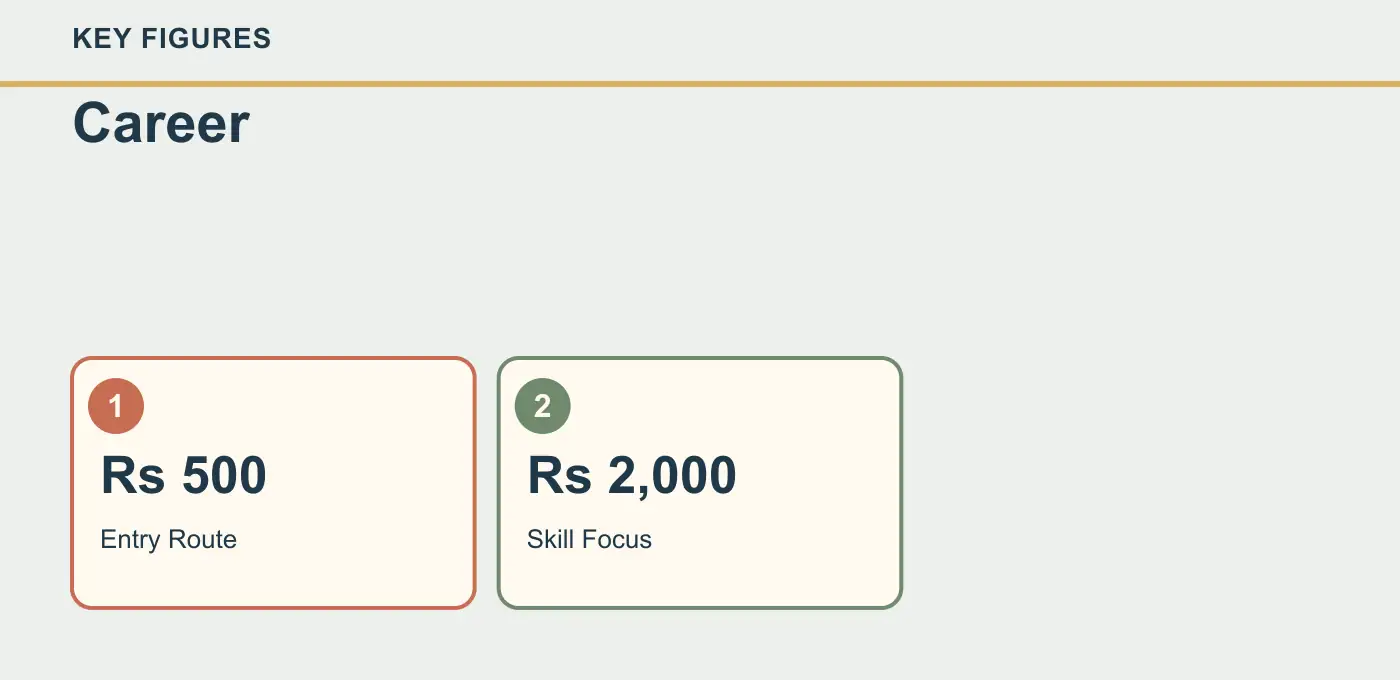 KEY FIGURES
Career
1
Rs 500
Entry Route
2
Rs 2,000
Skill Focus